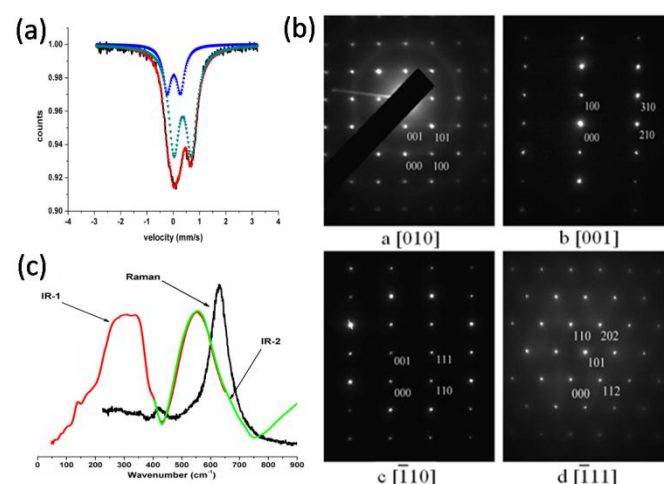 (a)
1.00
0.98
0.96
0.94
0.92
0.90
counts
-4 -3 -2 -1 0 1 2 3 4
velocity (mm/s)
(b)
001 101
000 100
a [010]
100 310
000 210
b [001]
(c)
Raman
IR-1
IR-2
0 100 200 300 400 500 600 700 800 900
Wavenumber (cm⁻¹)
001 111
000 110
c [1̄10]
110 202
101
000 112
d [1̄11]